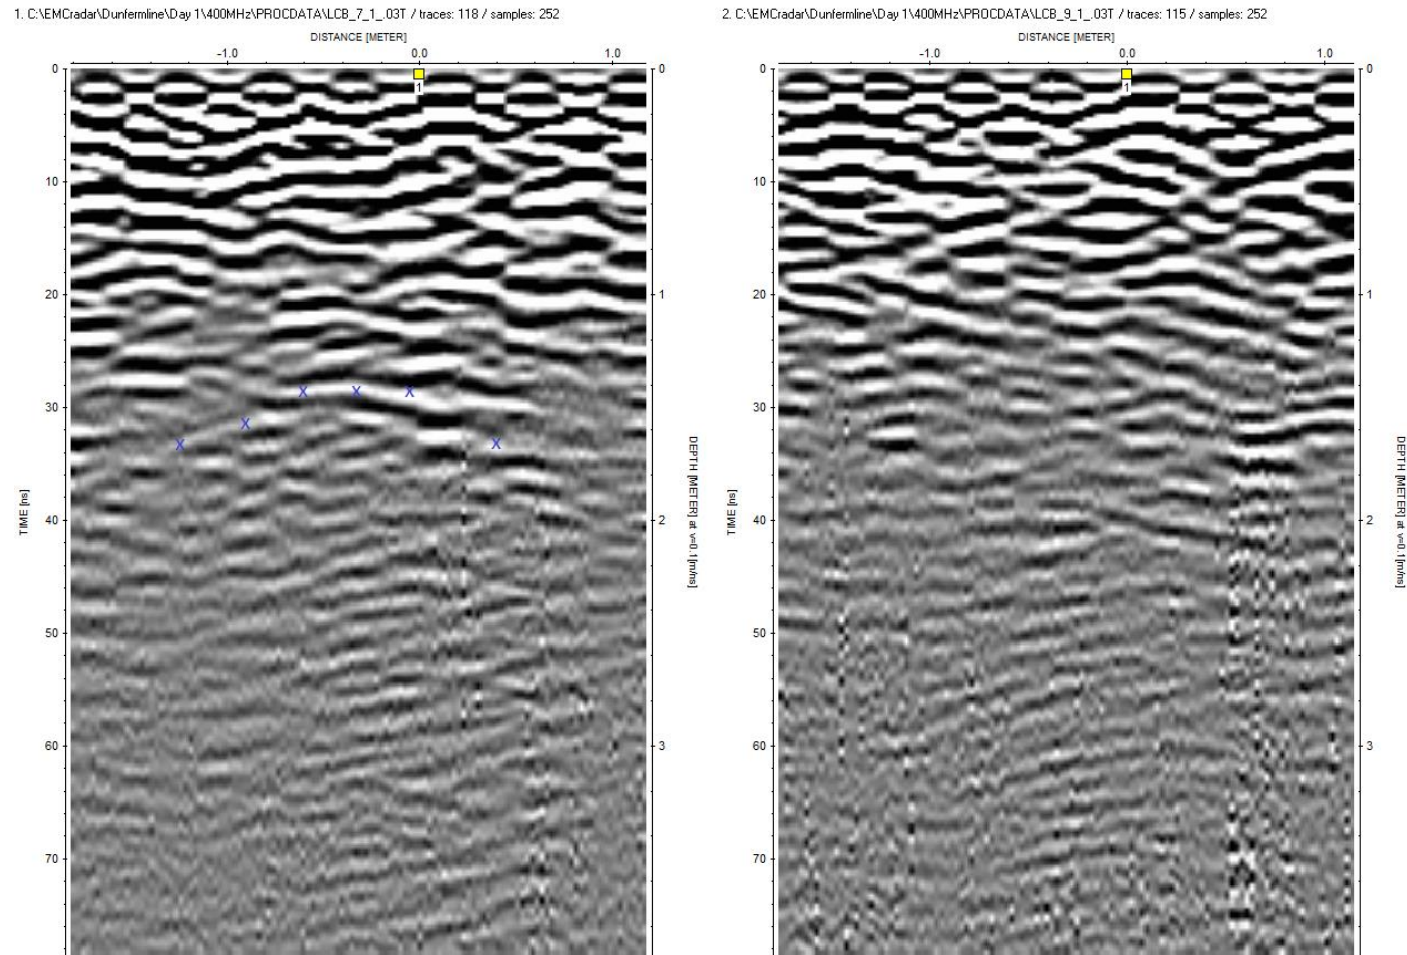 1. C:\EMCradar\Dunfermline\Day 1\400MHz\PROCDATA\LCB_7_1_.03T / traces: 118 / samples: 252
DISTANCE [METER]
-1.0 0.0 1.0
0 0
1
10
20 1
x x x
30
x
x x
TIME [ns]
DEPTH [METER] at v=0.1[m/ns]
40 2
50
60 3
70
2. C:\EMCradar\Dunfermline\Day 1\400MHz\PROCDATA\LCB_9_1_.03T / traces: 115 / samples: 252
DISTANCE [METER]
-1.0 0.0 1.0
0 0
1
10
20 1
30
TIME [ns]
DEPTH [METER] at v=0.1[m/ns]
40 2
50
60 3
70